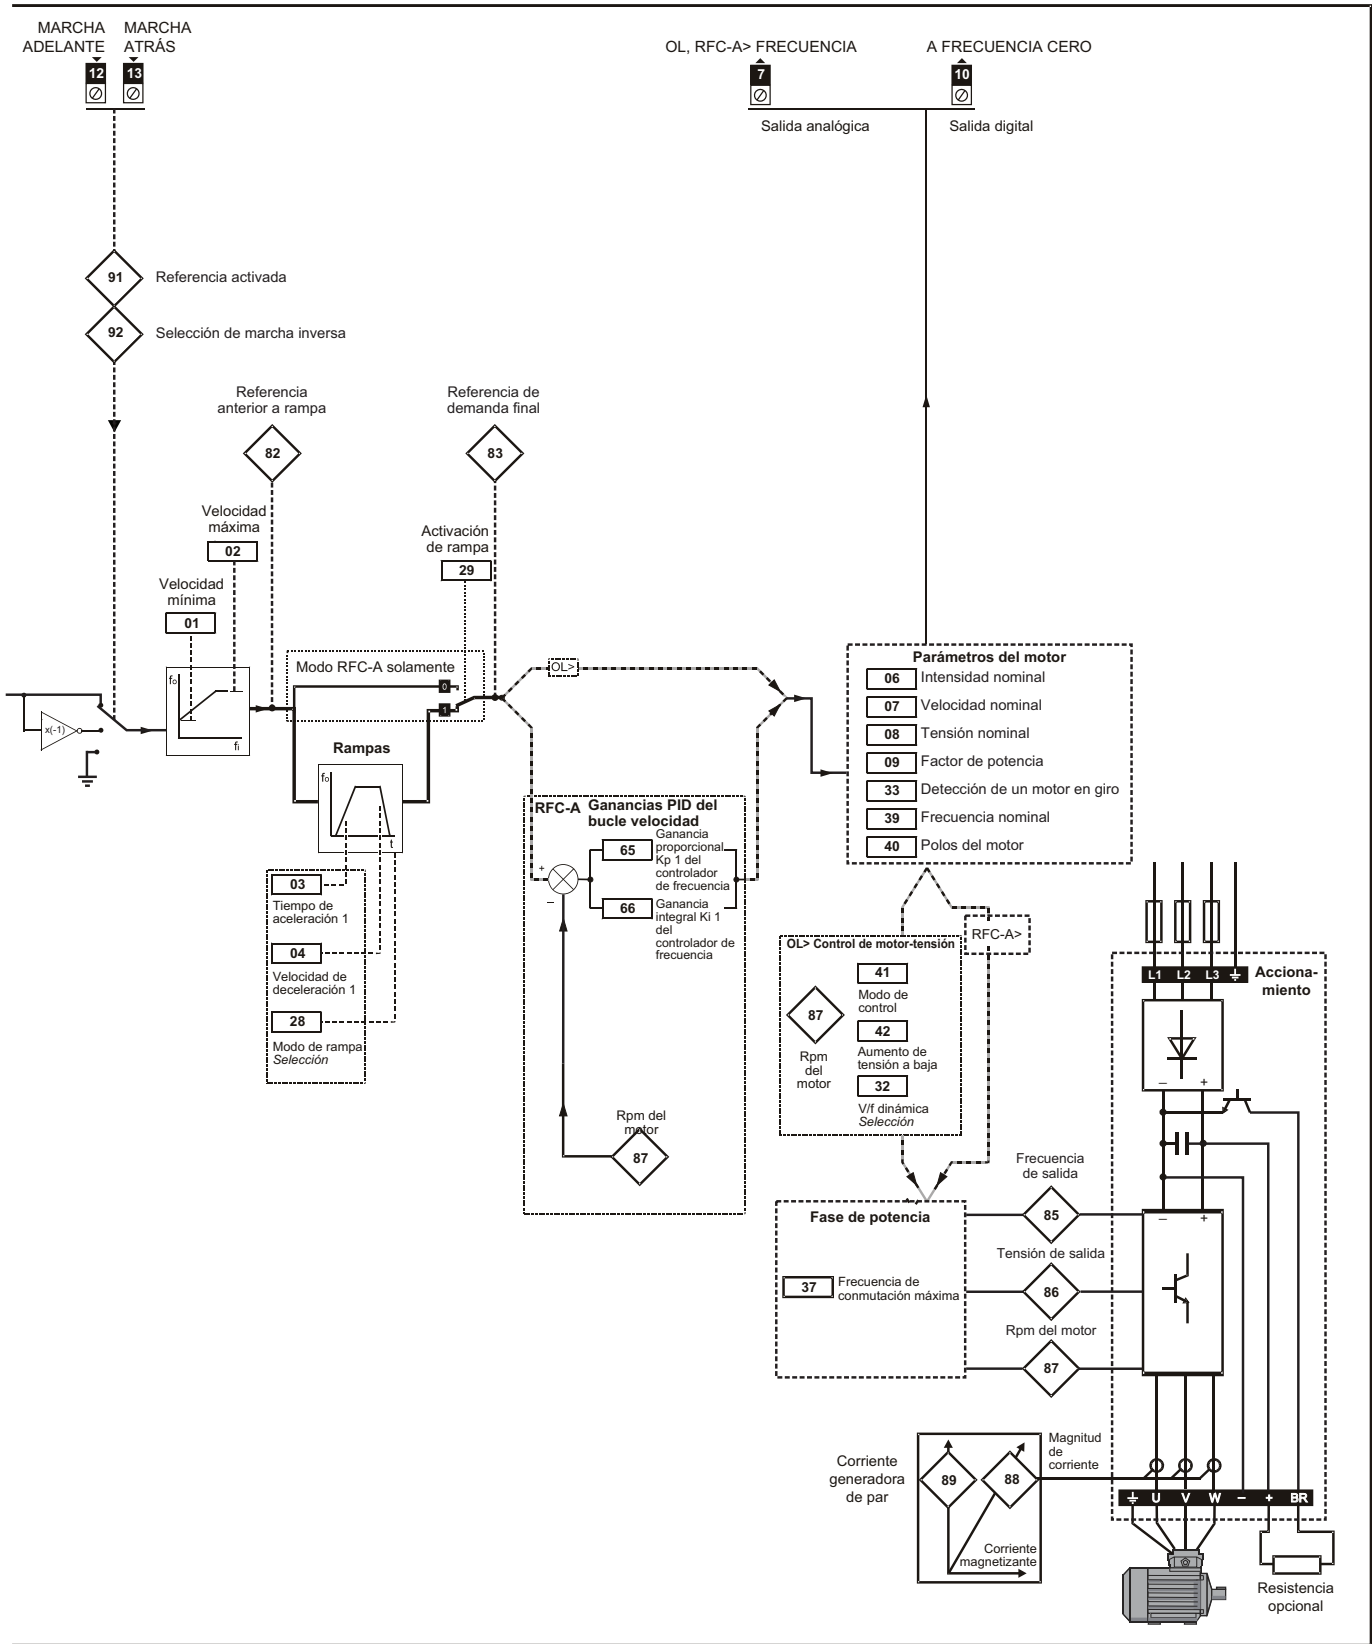 MARCHA
ADELANTE
MARCHA
ATRÁS
12
13
OL, RFC-A> FRECUENCIA
A FRECUENCIA CERO
7
10
Salida analógica
Salida digital
91
Referencia activada
92
Selección de marcha inversa
Referencia
anterior a rampa
82
Referencia de
demanda final
83
Velocidad
máxima
02
Activación
de rampa
29
Velocidad
mínima
01
Modo RFC-A solamente
0
1
OL>
x(-1)
fo
fi
Rampas
fo
t
03
Tiempo de
aceleración 1
04
Velocidad de
deceleración 1
28
Modo de rampa
Selección
RFC-A
Ganancias PID del
bucle velocidad
+
–
65
Ganancia
proporcional
Kp 1 del
controlador
de frecuencia
66
Ganancia
integral Ki 1
del
controlador de
frecuencia
Rpm del
motor
87
Parámetros del motor
06 Intensidad nominal
07 Velocidad nominal
08 Tensión nominal
09 Factor de potencia
33 Detección de un motor en giro
39 Frecuencia nominal
40 Polos del motor
RFC-A>
OL> Control de motor-tensión
87
Rpm
del
motor
41
Modo de
control
42
Aumento de
tensión a baja
32
V/f dinámica
Selección
Fase de potencia
37
Frecuencia de
conmutación máxima
Frecuencia
de salida
85
Tensión de salida
86
Rpm del motor
87
L1 L2 L3
Acciona-
miento
– +
– +
Corriente
generadora
de par
89
88
Magnitud
de
corriente
Corriente
magnetizante
U V W – + BR
Resistencia
opcional